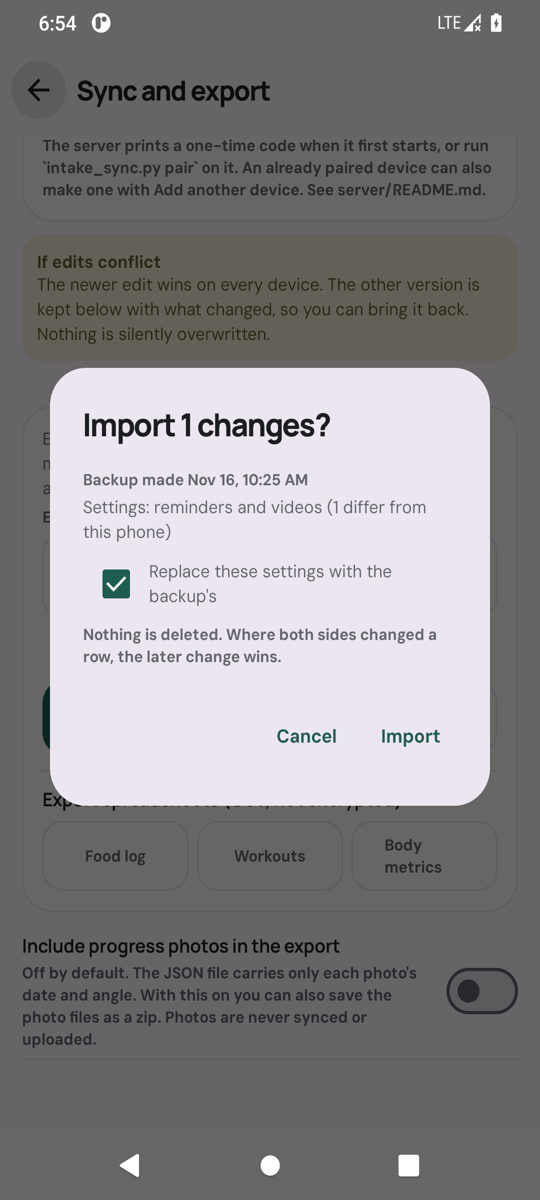 6:54
LTE
Sync and export
The server prints a one-time code when it first starts, or run
`intake_sync.py pair` on it. An already paired device can also
make one with Add another device. See server/README.md.
If edits conflict
The newer edit wins on every device. The other version is
kept below with what changed, so you can bring it back.
Nothing is silently overwritten.
Import 1 changes?
Backup made Nov 16, 10:25 AM
Settings: reminders and videos (1 differ from
this phone)
Replace these settings with the
backup's
Nothing is deleted. Where both sides changed a
row, the later change wins.
Cancel
Import
Food log
Workouts
Body
metrics
Include progress photos in the export
Off by default. The JSON file carries only each photo's
date and angle. With this on you can also save the
photo files as a zip. Photos are never synced or
uploaded.